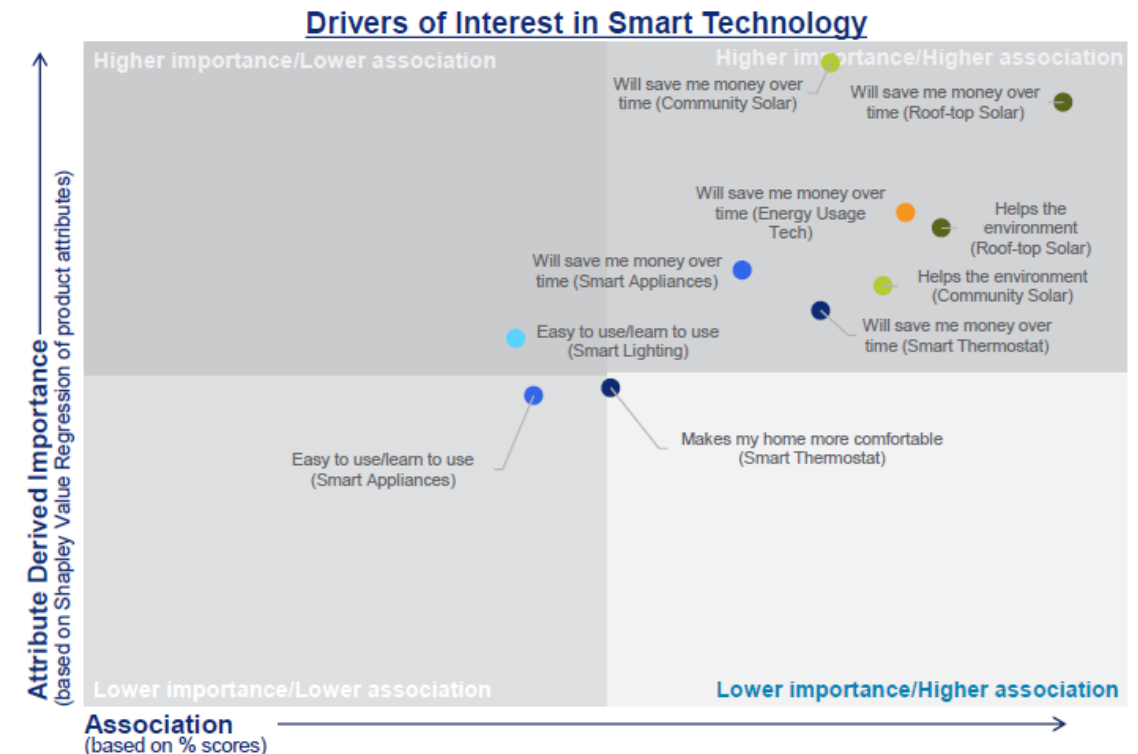 Drivers of Interest in Smart Technology
Higher importance/Lower association
Higher importance/Higher association
Will save me money over
time (Community Solar)
Will save me money over
time (Roof-top Solar)
Will save me money over
time (Energy Usage
Tech)
Helps the
environment
(Roof-top Solar)
Will save me money over
time (Smart Appliances)
Helps the environment
(Community Solar)
Easy to use/learn to use
(Smart Lighting)
Will save me money over
time (Smart Thermostat)
Makes my home more comfortable
(Smart Thermostat)
Easy to use/learn to use
(Smart Appliances)
Lower importance/Lower association
Lower importance/Higher association
Attribute Derived Importance
(based on Shapley Value Regression of product attributes)
Association
(based on % scores)